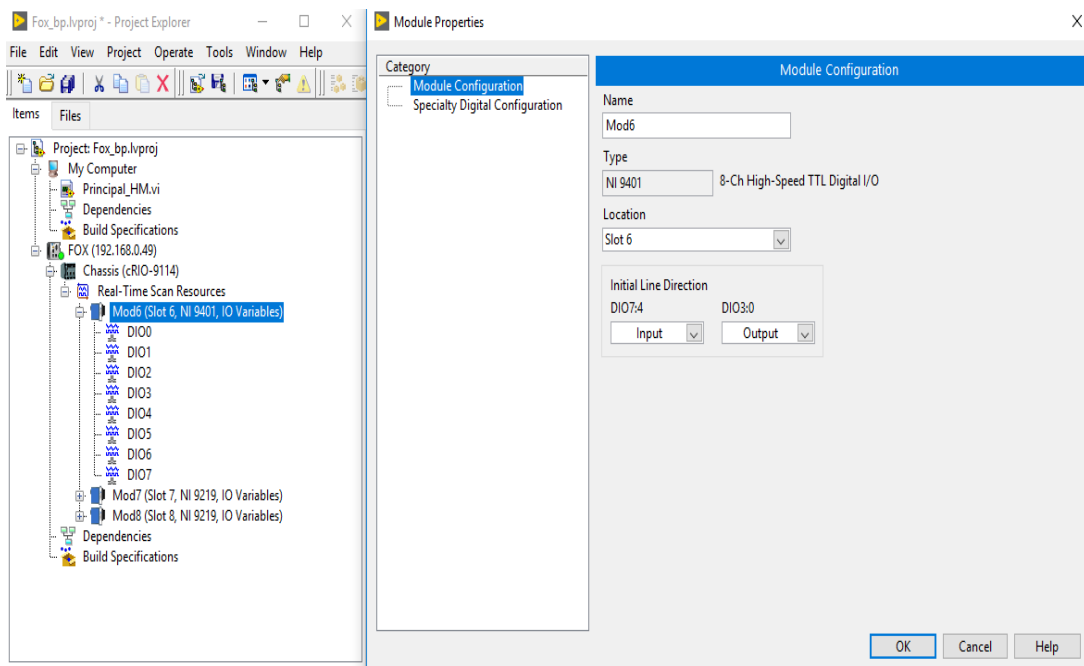 Fox_bp.lvproj * - Project Explorer
File Edit View Project Operate Tools Window Help
Items Files
Project: Fox_bp.lvproj
My Computer
Principal_HM.vi
Dependencies
Build Specifications
FOX (192.168.0.49)
Chassis (cRIO-9114)
Real-Time Scan Resources
Mod6 (Slot 6, NI 9401, IO Variables)
DIO0
DIO1
DIO2
DIO3
DIO4
DIO5
DIO6
DIO7
Mod7 (Slot 7, NI 9219, IO Variables)
Mod8 (Slot 8, NI 9219, IO Variables)
Dependencies
Build Specifications
Module Properties
Category
Module Configuration
Specialty Digital Configuration
Module Configuration
Name
Mod6
Type
NI 9401 8-Ch High-Speed TTL Digital I/O
Location
Slot 6
Initial Line Direction
DIO7:4 DIO3:0
Input Output
OK Cancel Help